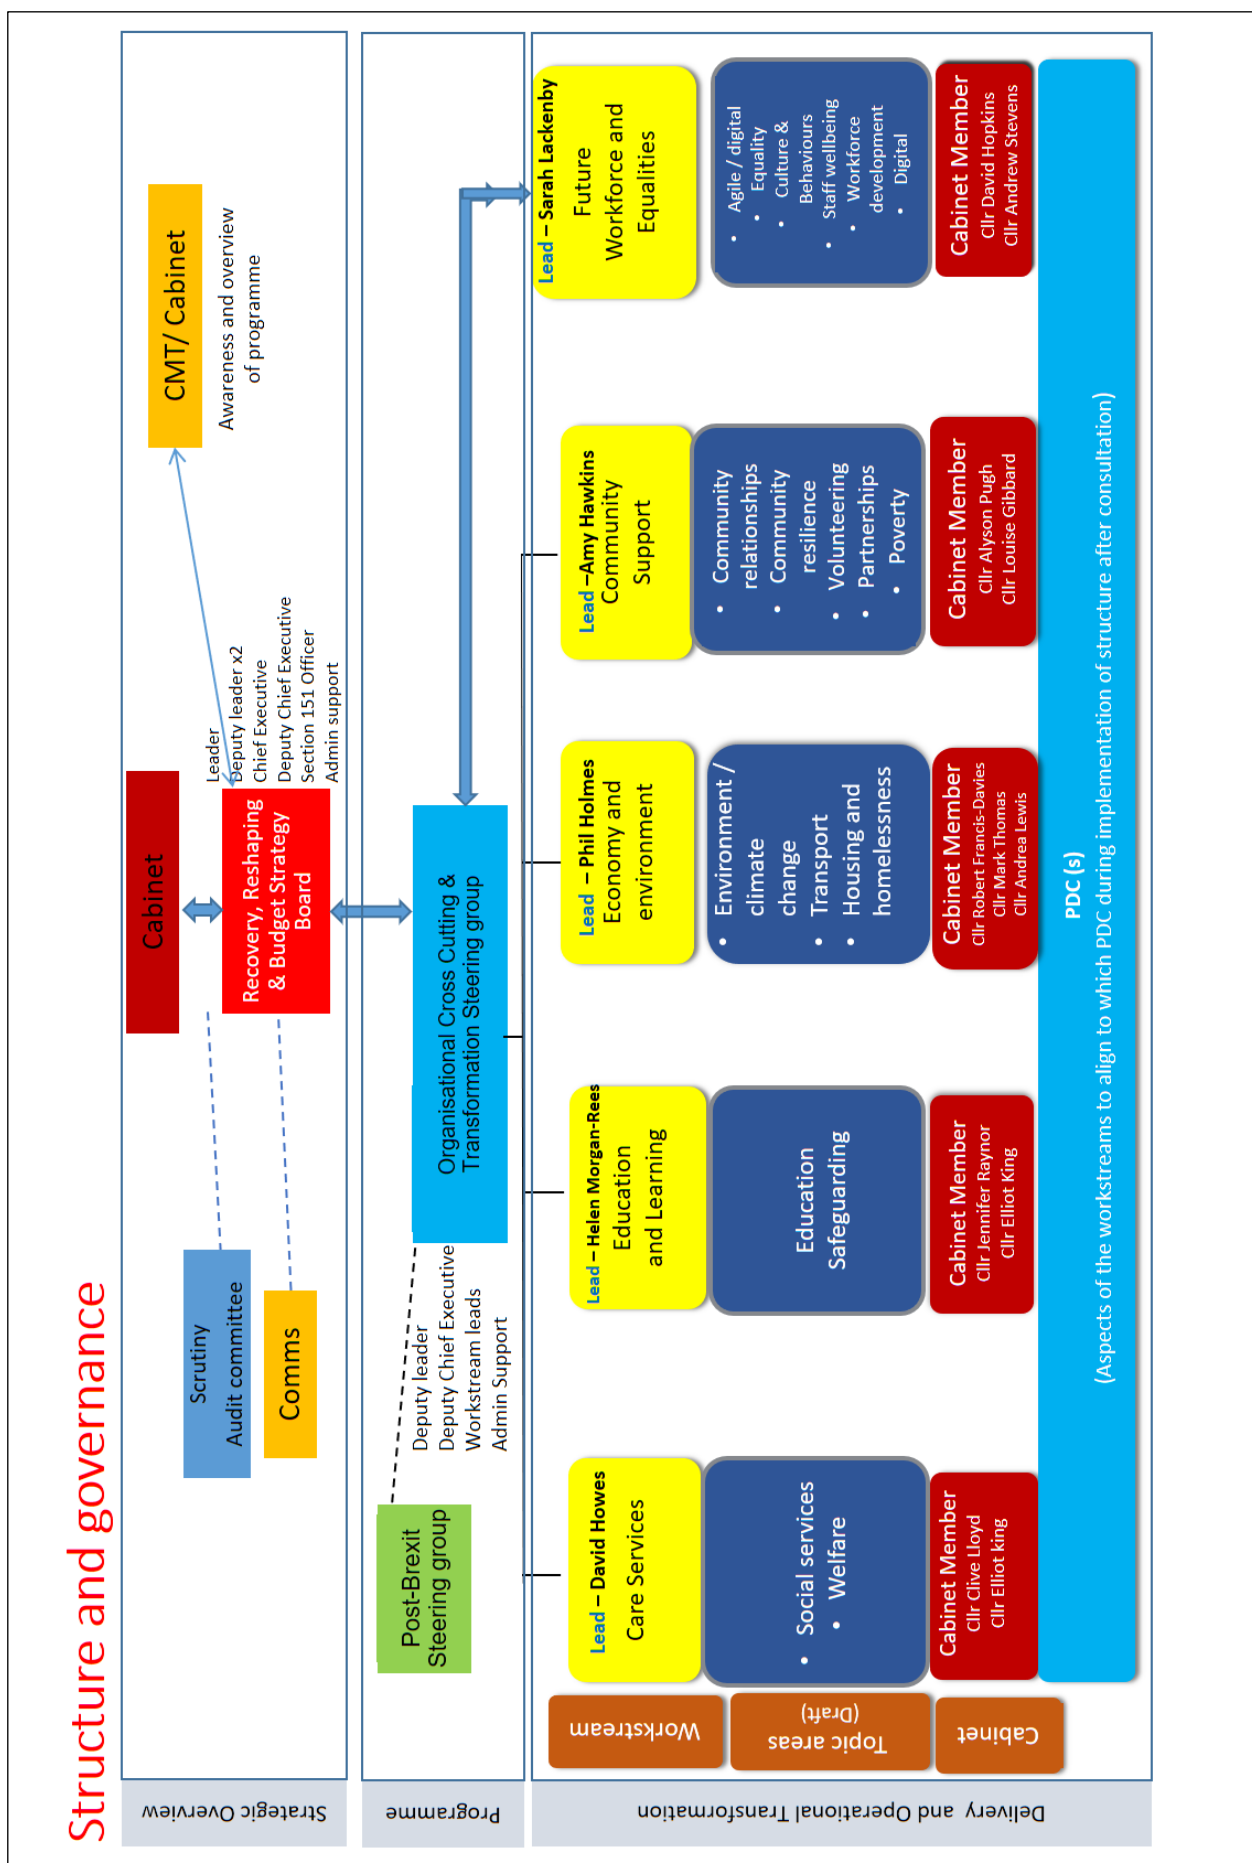 Structure and governance
Strategic Overview
Cabinet
Scrutiny
Audit committee
Comms
Recovery, Reshaping
& Budget Strategy
Board
Leader
Deputy leader x2
Chief Executive
Deputy Chief Executive
Section 151 Officer
Admin support
CMT/ Cabinet
Awareness and overview
of programme
Programme
Post-Brexit
Steering group
Deputy leader
Deputy Chief Executive
Workstream leads
Admin Support
Organisational Cross Cutting &
Transformation Steering group
Delivery and Operational Transformation
Workstream
Lead – David Howes
Care Services
Lead – Helen Morgan-Rees
Education
and Learning
Lead – Phil Holmes
Economy and
environment
Lead –Amy Hawkins
Community
Support
Lead – Sarah Lackenby
Future
Workforce and
Equalities
Topic areas
(Draft)
• Social services
• Welfare
Education
Safeguarding
• Environment /
climate
change
• Transport
• Housing and
homelessness
• Community
relationships
• Community
resilience
• Volunteering
• Partnerships
• Poverty
• Agile / digital
• Equality
• Culture &
Behaviours
• Staff wellbeing
• Workforce
development
• Digital
Cabinet
Cabinet Member
Cllr Clive Lloyd
Cllr Elliot king
Cabinet Member
Cllr Jennifer Raynor
Cllr Elliot King
Cabinet Member
Cllr Robert Francis-Davies
Cllr Mark Thomas
Cllr Andrea Lewis
Cabinet Member
Cllr Alyson Pugh
Cllr Louise Gibbard
Cabinet Member
Cllr David Hopkins
Cllr Andrew Stevens
PDC (s)
(Aspects of the workstreams to align to which PDC during implementation of structure after consultation)